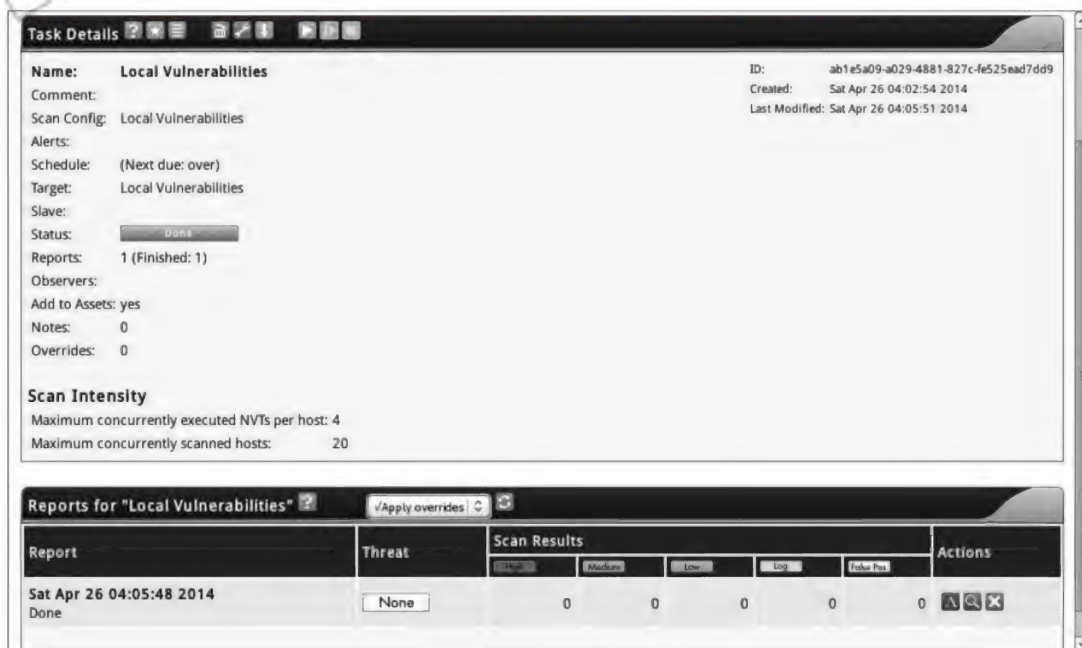 Task Details
Name: Local Vulnerabilities
Comment:
Scan Config: Local Vulnerabilities
Alerts:
Schedule: (Next due: over)
Target: Local Vulnerabilities
Slave:
Status: Done
Reports: 1 (Finished: 1)
Observers:
Add to Assets: yes
Notes: 0
Overrides: 0
ID: ab1e5a09-a029-4881-827c-fe525ead7dd9
Created: Sat Apr 26 04:02:54 2014
Last Modified: Sat Apr 26 04:05:51 2014
Scan Intensity
Maximum concurrently executed NVTs per host: 4
Maximum concurrently scanned hosts: 20
Reports for "Local Vulnerabilities" √Apply overrides
Report Threat Scan Results Actions
High Medium Low Log False Pos.
Sat Apr 26 04:05:48 2014 None 0 0 0 0 0
Done